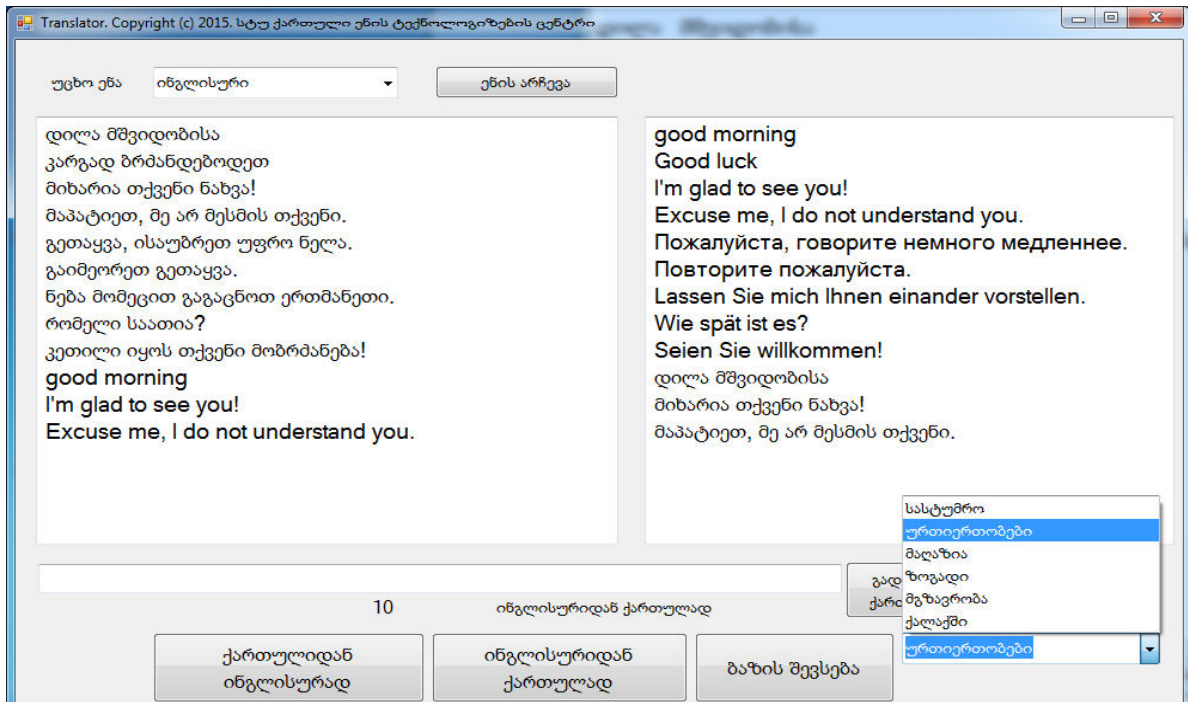 Translator. Copyright (c) 2015. სტუ ქართული ენის ტექნოლოგიზების ცენტრი
უცხო ენა ინგლისური ენის არჩევა
დილა მშვიდობისა
კარგად ბრძანდებოდეთ
მიხარია თქვენი ნახვა!
მაპატიეთ, მე არ მესმის თქვენი.
გეთაყვა, ისაუბრეთ უფრო ნელა.
გაიმეორეთ გეთაყვა.
ნება მომეცით გაგაცნოთ ერთმანეთი.
რომელი საათია?
კეთილი იყოს თქვენი მობრძანება!
good morning
I'm glad to see you!
Excuse me, I do not understand you.
good morning
Good luck
I'm glad to see you!
Excuse me, I do not understand you.
Пожалуйста, говорите немного медленнее.
Повторите пожалуйста.
Lassen Sie mich Ihnen einander vorstellen.
Wie spät ist es?
Seien Sie willkommen!
დილა მშვიდობისა
მიხარია თქვენი ნახვა!
მაპატიეთ, მე არ მესმის თქვენი.
სასტუმრო
ურთიერთობები
მაღაზია
ზოგადი
მგზავრობა
ქალაქში
10 ინგლისურიდან ქართულად
ქართულიდან
ინგლისურად
ინგლისურიდან
ქართულად
ბაზის შევსება
ურთიერთობები